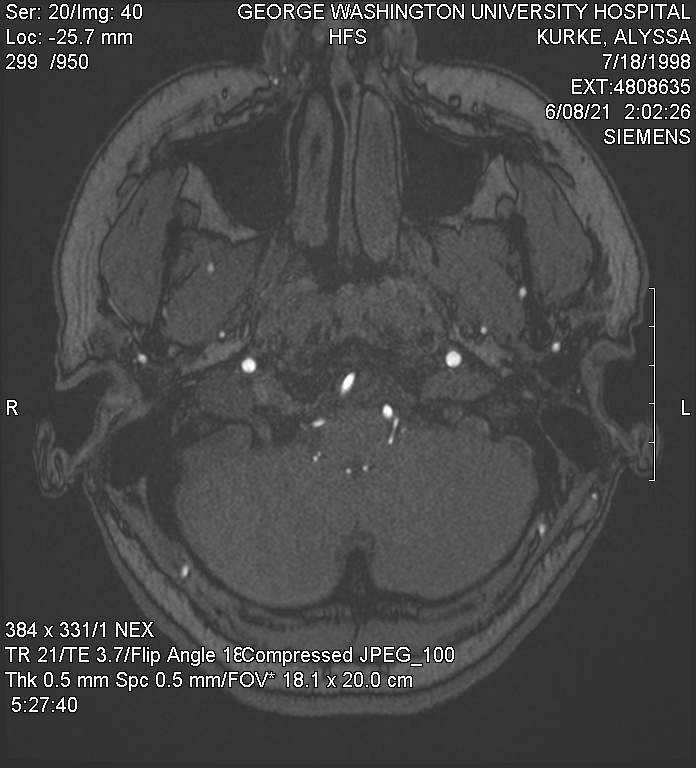 Ser: 20/Img: 40
Loc: -25.7 mm
299 /950
GEORGE WASHINGTON UNIVERSITY HOSPITAL
HFS
KURKE, ALYSSA
7/18/1998
EXT:4808635
6/08/21 2:02:26
SIEMENS
R
L
384 x 331/1 NEX
TR 21/TE 3.7/Flip Angle 18Compressed JPEG_100
Thk 0.5 mm Spc 0.5 mm/FOV* 18.1 x 20.0 cm
5:27:40